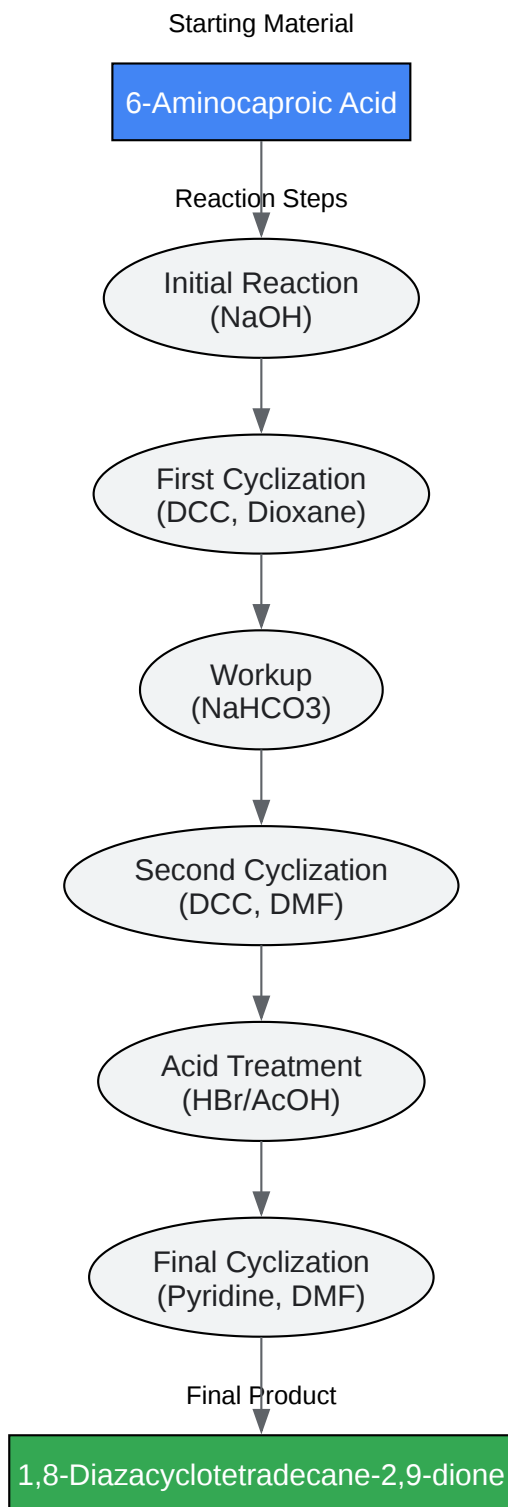 Starting Material
6-Aminocaproic Acid
Reaction Steps
Initial Reaction
(NaOH)
First Cyclization
(DCC, Dioxane)
Workup
(NaHCO3)
Second Cyclization
(DCC, DMF)
Acid Treatment
(HBr/AcOH)
Final Cyclization
(Pyridine, DMF)
Final Product
1,8-Diazacyclotetradecane-2,9-dione